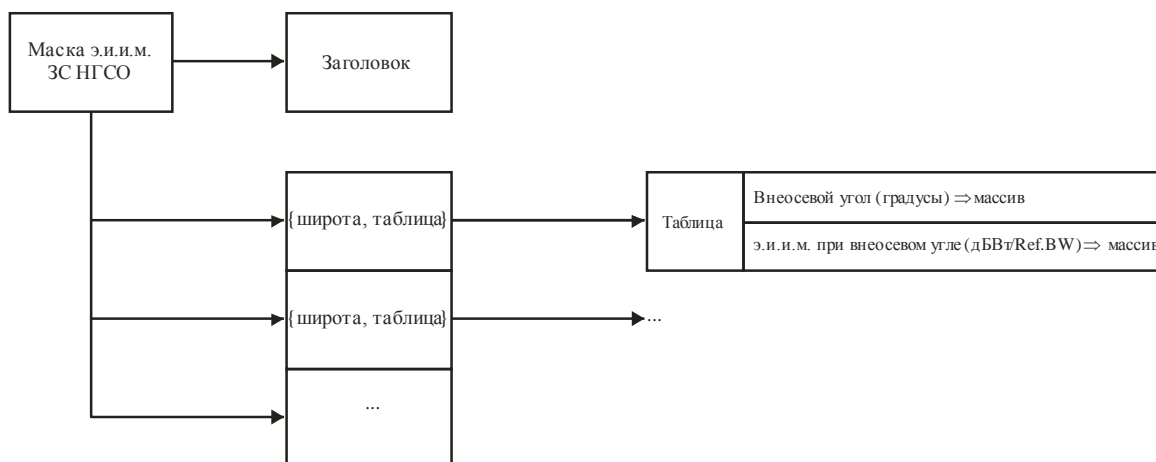 Маска э.и.и.м.
ЗС НГСО
Заголовок
{широта, таблица}
Таблица
Внеосевой угол (градусы) ⇒ массив
э.и.и.м. при внеосевом угле (дБВт/Ref.BW) ⇒ массив
{широта, таблица}
...
...